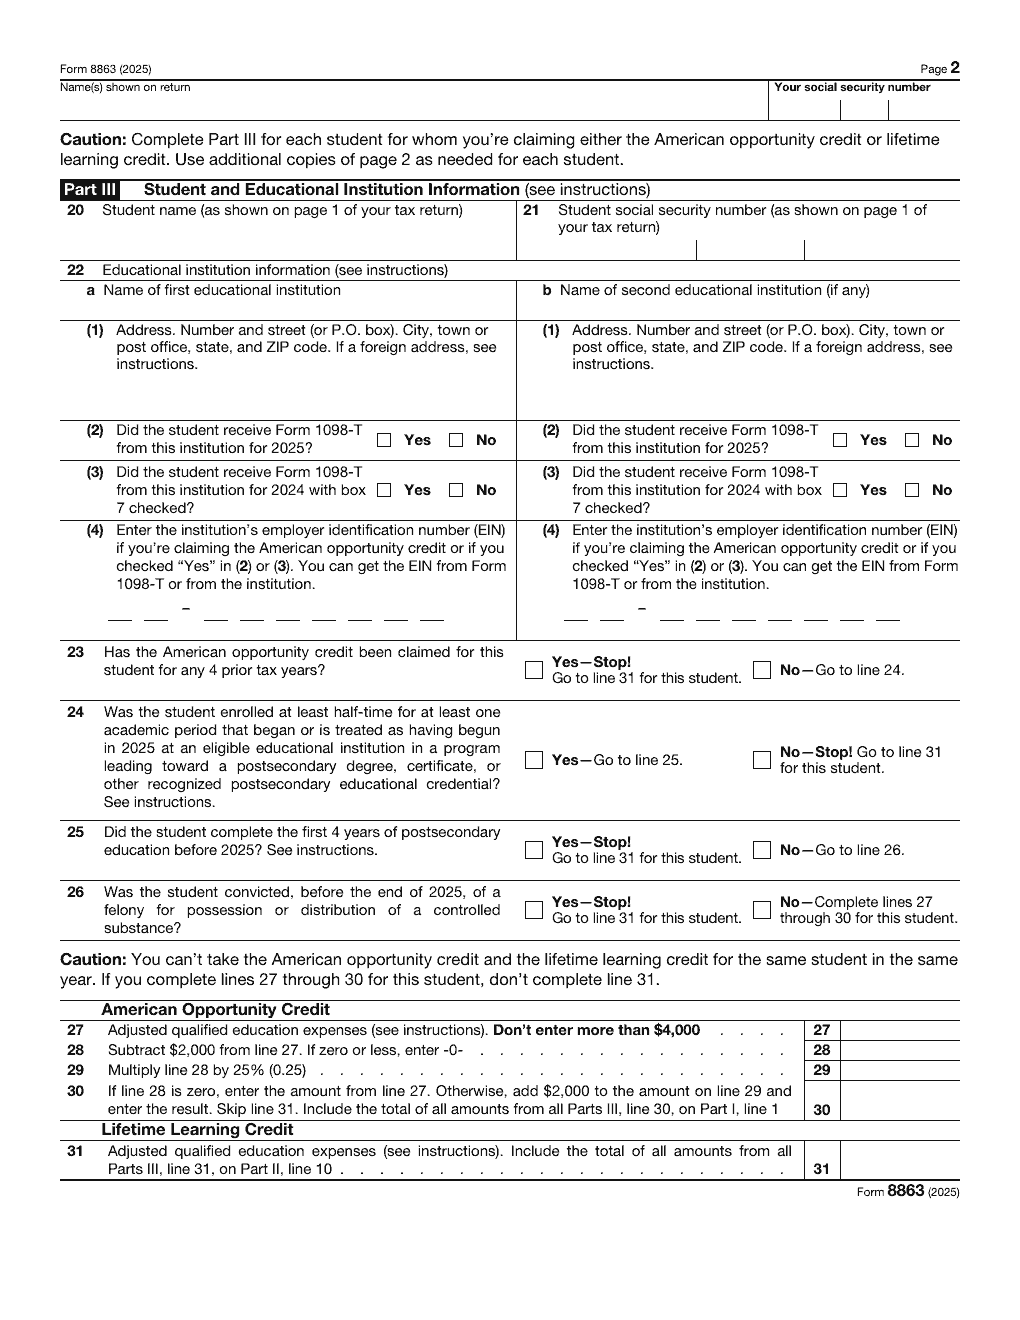 Form 8863 (2025)
Page 2
Name(s) shown on return
Your social security number
Caution: Complete Part III for each student for whom you're claiming either the American opportunity credit or lifetime
learning credit. Use additional copies of page 2 as needed for each student.
Part III Student and Educational Institution Information (see instructions)
20 Student name (as shown on page 1 of your tax return)
21 Student social security number (as shown on page 1 of
your tax return)
22 Educational institution information (see instructions)
a Name of first educational institution
b Name of second educational institution (if any)
(1) Address. Number and street (or P.O. box). City, town or
post office, state, and ZIP code. If a foreign address, see
instructions.
(1) Address. Number and street (or P.O. box). City, town or
post office, state, and ZIP code. If a foreign address, see
instructions.
(2) Did the student receive Form 1098-T
from this institution for 2025?
Yes No
(2) Did the student receive Form 1098-T
from this institution for 2025?
Yes No
(3) Did the student receive Form 1098-T
from this institution for 2024 with box
7 checked?
Yes No
(3) Did the student receive Form 1098-T
from this institution for 2024 with box
7 checked?
Yes No
(4) Enter the institution's employer identification number (EIN)
if you're claiming the American opportunity credit or if you
checked "Yes" in (2) or (3). You can get the EIN from Form
1098-T or from the institution.
–
(4) Enter the institution's employer identification number (EIN)
if you're claiming the American opportunity credit or if you
checked "Yes" in (2) or (3). You can get the EIN from Form
1098-T or from the institution.
–
23 Has the American opportunity credit been claimed for this
student for any 4 prior tax years?
Yes—Stop!
Go to line 31 for this student.
No—Go to line 24.
24 Was the student enrolled at least half-time for at least one
academic period that began or is treated as having begun
in 2025 at an eligible educational institution in a program
leading toward a postsecondary degree, certificate, or
other recognized postsecondary educational credential?
See instructions.
Yes—Go to line 25.
No—Stop! Go to line 31
for this student.
25 Did the student complete the first 4 years of postsecondary
education before 2025? See instructions.
Yes—Stop!
Go to line 31 for this student.
No—Go to line 26.
26 Was the student convicted, before the end of 2025, of a
felony for possession or distribution of a controlled
substance?
Yes—Stop!
Go to line 31 for this student.
No—Complete lines 27
through 30 for this student.
Caution: You can't take the American opportunity credit and the lifetime learning credit for the same student in the same
year. If you complete lines 27 through 30 for this student, don't complete line 31.
American Opportunity Credit
27 Adjusted qualified education expenses (see instructions). Don't enter more than $4,000 . . . . 27
28 Subtract $2,000 from line 27. If zero or less, enter -0- . . . . . . . . . . . . . . . . 28
29 Multiply line 28 by 25% (0.25) . . . . . . . . . . . . . . . . . . . . . . . . 29
30 If line 28 is zero, enter the amount from line 27. Otherwise, add $2,000 to the amount on line 29 and
enter the result. Skip line 31. Include the total of all amounts from all Parts III, line 30, on Part I, line 1 30
Lifetime Learning Credit
31 Adjusted qualified education expenses (see instructions). Include the total of all amounts from all
Parts III, line 31, on Part II, line 10 . . . . . . . . . . . . . . . . . . . . . . . 31
Form 8863 (2025)